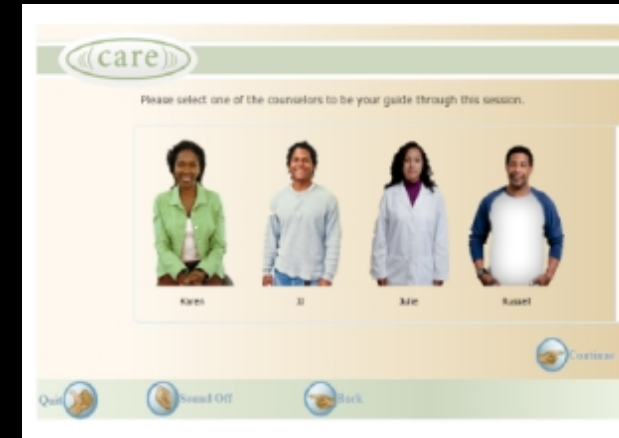 ((care))
Please select one of the counselors to be your guide through this session.
Karen JJ Julie Russell
Continue
Quit Sound Off Back